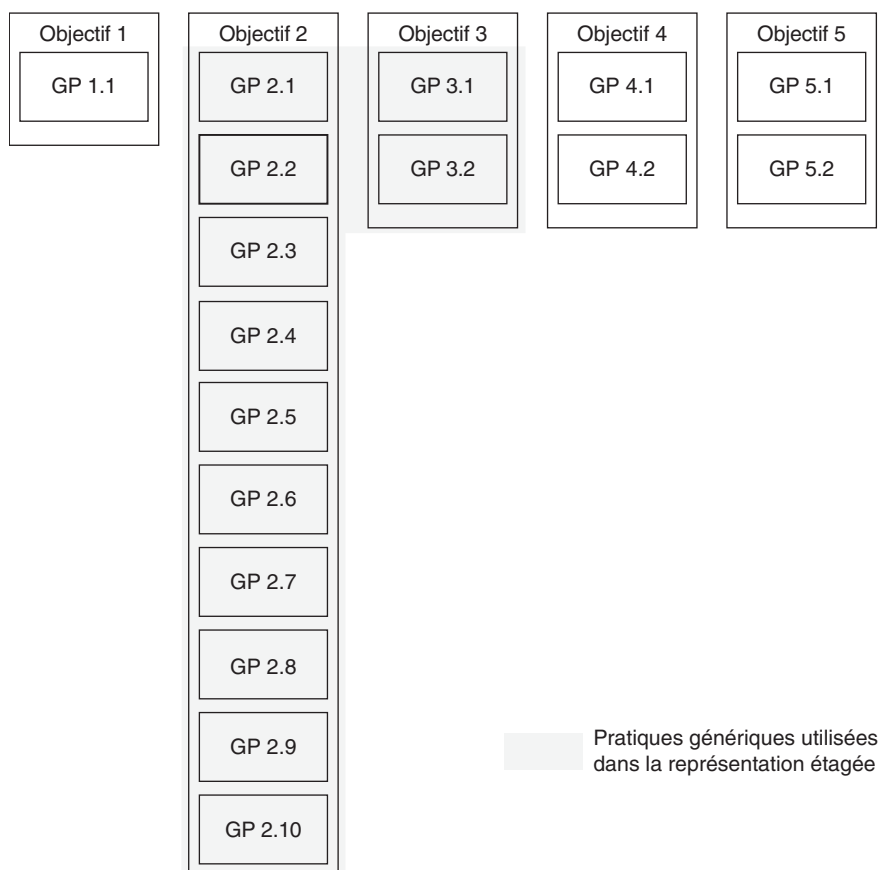 Objectif 1
GP 1.1
Objectif 2
GP 2.1
GP 2.2
GP 2.3
GP 2.4
GP 2.5
GP 2.6
GP 2.7
GP 2.8
GP 2.9
GP 2.10
Objectif 3
GP 3.1
GP 3.2
Objectif 4
GP 4.1
GP 4.2
Objectif 5
GP 5.1
GP 5.2
Pratiques génériques utilisées
dans la représentation étagée